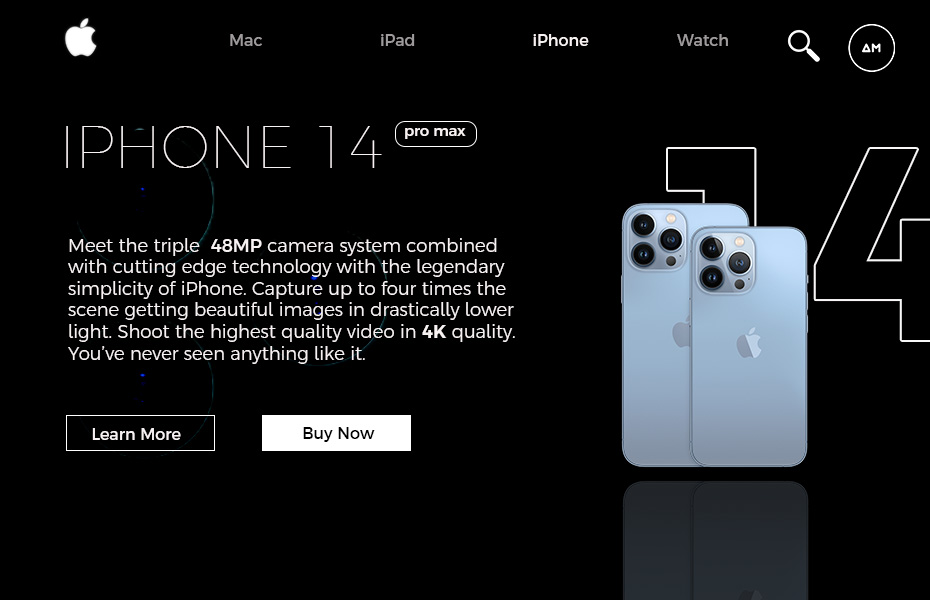 Mac iPad iPhone Watch AM
IPHONE 14 pro max
14
Meet the triple 48MP camera system combined
with cutting edge technology with the legendary
simplicity of iPhone. Capture up to four times the
scene getting beautiful images in drastically lower
light. Shoot the highest quality video in 4K quality.
You’ve never seen anything like it.
Learn More Buy Now